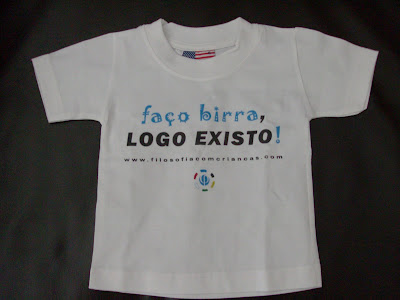 faço birra,
LOGO EXISTO!
www.filosofiacomcriancas.com